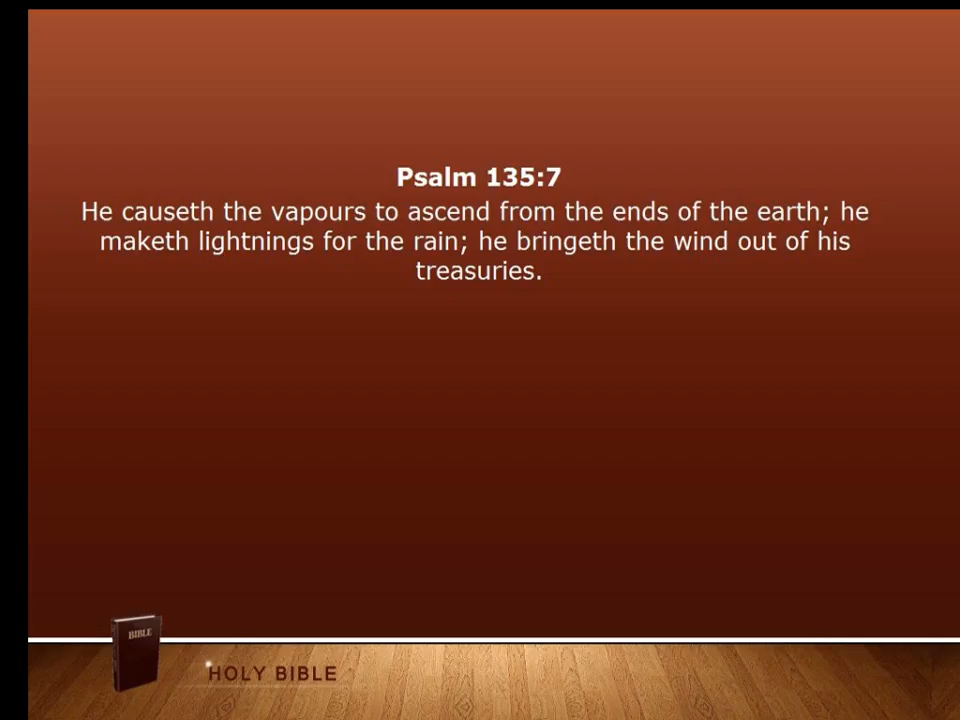 Psalm 135:7
He causeth the vapours to ascend from the ends of the earth; he
maketh lightnings for the rain; he bringeth the wind out of his
treasuries.
BIBLE
HOLY BIBLE